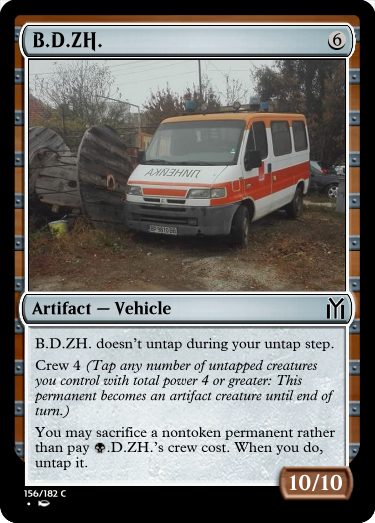 B.D.ZH.
6
ЛИНЕЙКА
Artifact — Vehicle
B.D.ZH. doesn't untap during your untap step.
Crew 4 (Tap any number of untapped creatures
you control with total power 4 or greater: This
permanent becomes an artifact creature until end of
turn.)
You may sacrifice a nontoken permanent rather
than pay .D.ZH.'s crew cost. When you do,
untap it.
10/10
156/182 C